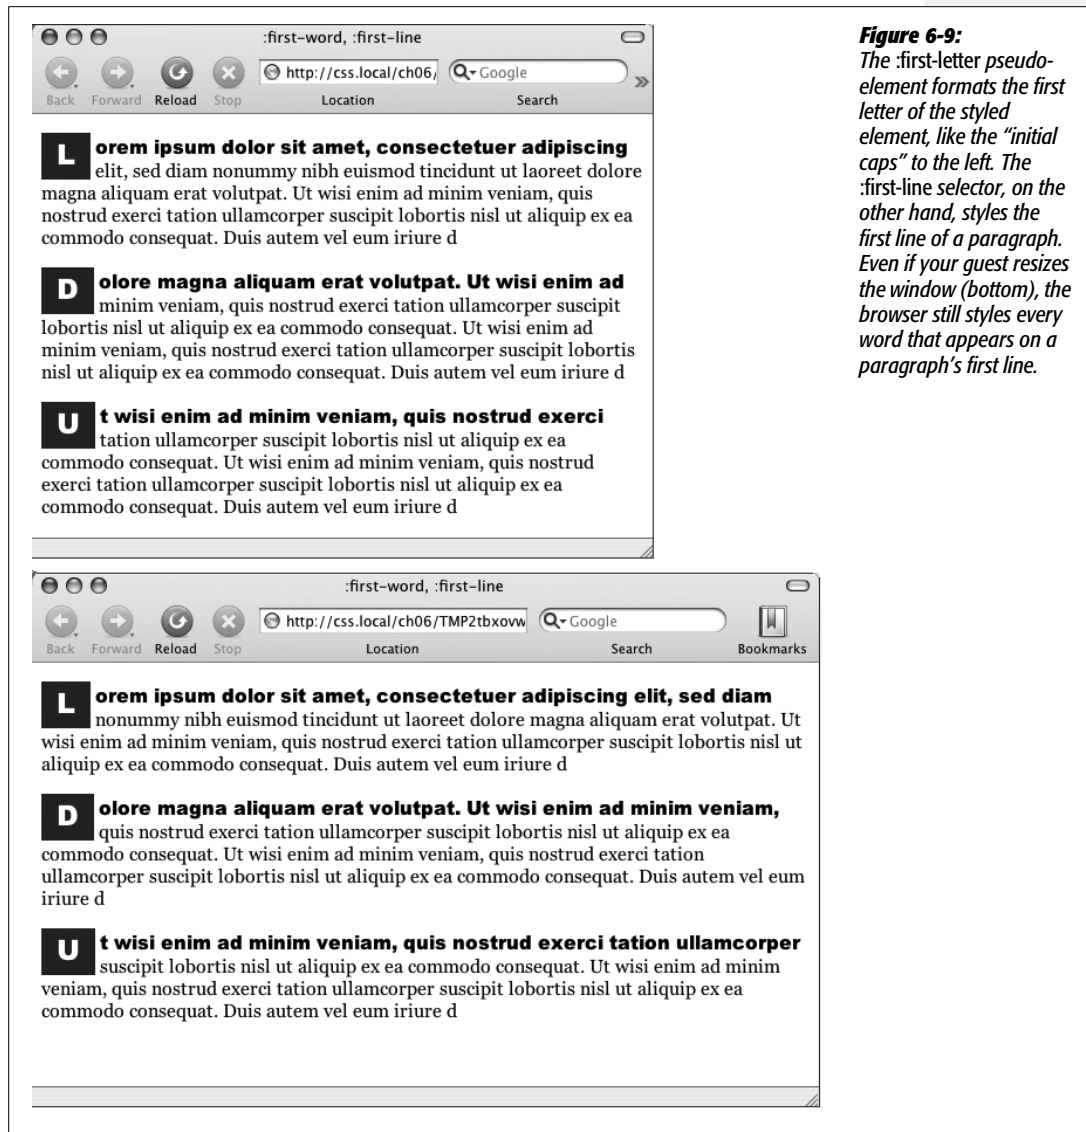 :first-word, :first-line
http://css.local/ch06/
Google
Back Forward Reload Stop Location Search
L orem ipsum dolor sit amet, consectetuer adipiscing
elit, sed diam nonummy nibh euismod tincidunt ut laoreet dolore
magna aliquam erat volutpat. Ut wisi enim ad minim veniam, quis
nostrud exerci tation ullamcorper suscipit lobortis nisl ut aliquip ex ea
commodo consequat. Duis autem vel eum iriure d
D olore magna aliquam erat volutpat. Ut wisi enim ad
minim veniam, quis nostrud exerci tation ullamcorper suscipit
lobortis nisl ut aliquip ex ea commodo consequat. Ut wisi enim ad
minim veniam, quis nostrud exerci tation ullamcorper suscipit lobortis
nisl ut aliquip ex ea commodo consequat. Duis autem vel eum iriure d
U t wisi enim ad minim veniam, quis nostrud exerci
tation ullamcorper suscipit lobortis nisl ut aliquip ex ea
commodo consequat. Ut wisi enim ad minim veniam, quis nostrud
exerci tation ullamcorper suscipit lobortis nisl ut aliquip ex ea
commodo consequat. Duis autem vel eum iriure d
:first-word, :first-line
http://css.local/ch06/TMP2tbxovw
Google
Back Forward Reload Stop Location Search Bookmarks
L orem ipsum dolor sit amet, consectetuer adipiscing elit, sed diam
nonummy nibh euismod tincidunt ut laoreet dolore magna aliquam erat volutpat. Ut
wisi enim ad minim veniam, quis nostrud exerci tation ullamcorper suscipit lobortis nisl ut
aliquip ex ea commodo consequat. Duis autem vel eum iriure d
D olore magna aliquam erat volutpat. Ut wisi enim ad minim veniam,
quis nostrud exerci tation ullamcorper suscipit lobortis nisl ut aliquip ex ea
commodo consequat. Ut wisi enim ad minim veniam, quis nostrud exerci tation
ullamcorper suscipit lobortis nisl ut aliquip ex ea commodo consequat. Duis autem vel eum
iriure d
U t wisi enim ad minim veniam, quis nostrud exerci tation ullamcorper
suscipit lobortis nisl ut aliquip ex ea commodo consequat. Ut wisi enim ad minim
veniam, quis nostrud exerci tation ullamcorper suscipit lobortis nisl ut aliquip ex ea
commodo consequat. Duis autem vel eum iriure d
Figure 6-9:
The :first-letter pseudo-
element formats the first
letter of the styled
element, like the “initial
caps” to the left. The
:first-line selector, on the
other hand, styles the
first line of a paragraph.
Even if your guest resizes
the window (bottom), the
browser still styles every
word that appears on a
paragraph’s first line.